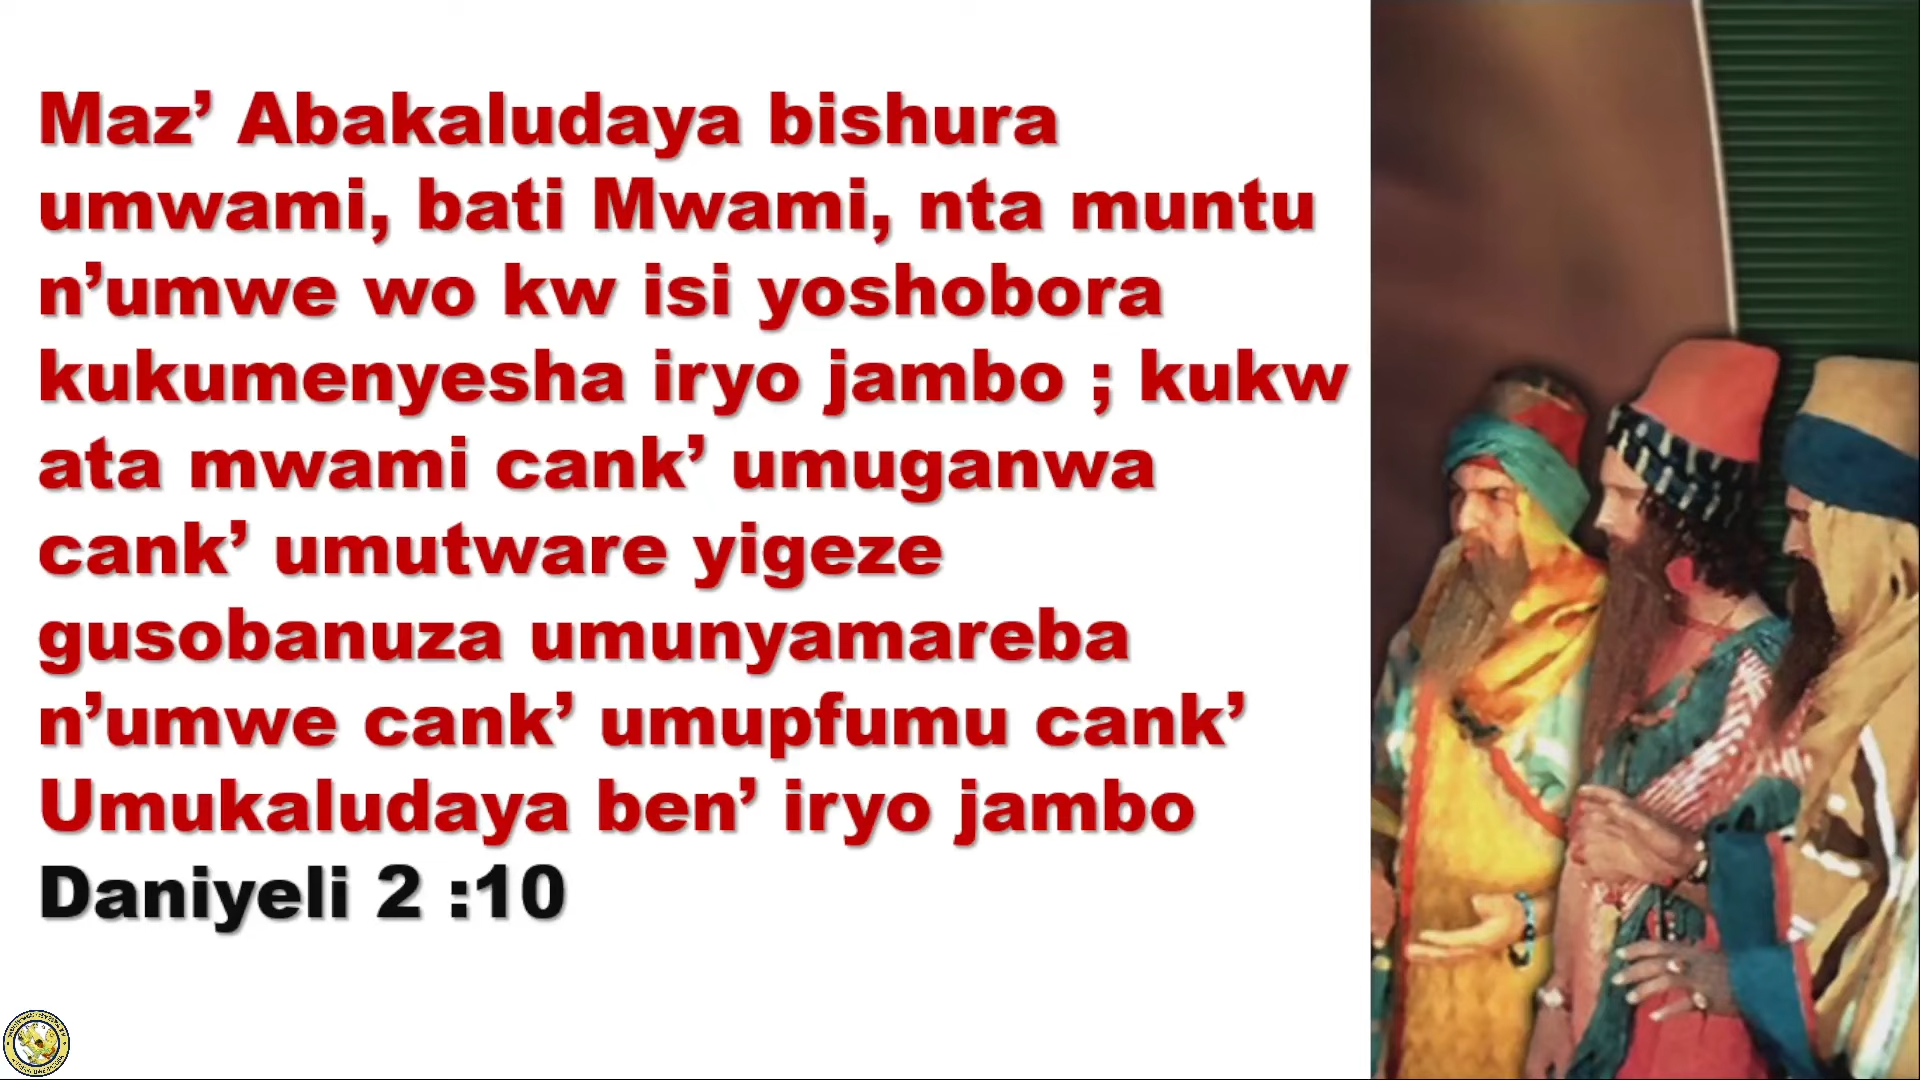 Maz’ Abakaludaya bishura
umwami, bati Mwami, nta muntu
n’umwe wo kw isi yoshobora
kukumenyesha iryo jambo ; kukw
ata mwami cank’ umuganwa
cank’ umutware yigeze
gusobanuza umunyamareba
n’umwe cank’ umupfumu cank’
Umukaludaya ben’ iryo jambo
Daniyeli 2 :10